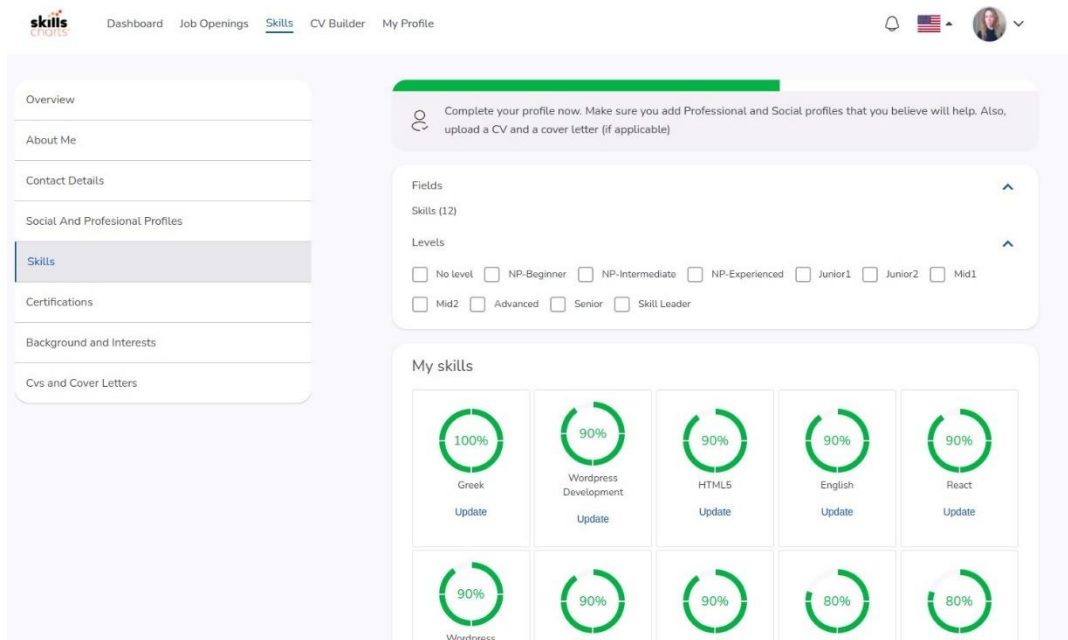 skills
charts
Dashboard Job Openings Skills CV Builder My Profile
Overview
About Me
Contact Details
Social And Profesional Profiles
Skills
Certifications
Background and Interests
Cvs and Cover Letters
Complete your profile now. Make sure you add Professional and Social profiles that you believe will help. Also,
upload a CV and a cover letter (if applicable)
Fields
Skills (12)
Levels
No level NP-Beginner NP-Intermediate NP-Experienced Junior1 Junior2 Mid1
Mid2 Advanced Senior Skill Leader
My skills
100% 90% 90% 90% 90%
Greek Wordpress HTML5 English React
Development
Update Update Update Update Update
90% 90% 90% 80% 80%
Wordpress